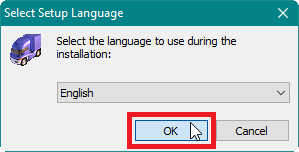 Select Setup Language
Select the language to use during the
installation:
English
OK
Cancel